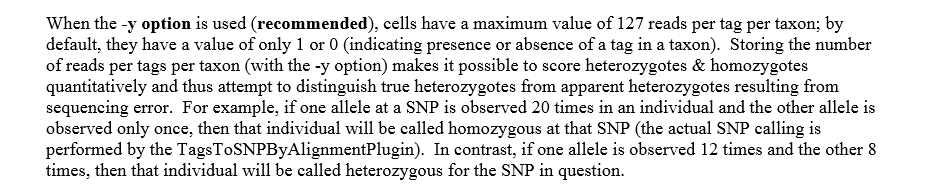 When the -y option is used (recommended), cells have a maximum value of 127 reads per tag per taxon; by
default, they have a value of only 1 or 0 (indicating presence or absence of a tag in a taxon).  Storing the number
of reads per tags per taxon (with the -y option) makes it possible to score heterozygotes & homozygotes
quantitatively and thus attempt to distinguish true heterozygotes from apparent heterozygotes resulting from
sequencing error.  For example, if one allele at a SNP is observed 20 times in an individual and the other allele is
observed only once, then that individual will be called homozygous at that SNP (the actual SNP calling is
performed by the TagsToSNPByAlignmentPlugin).  In contrast, if one allele is observed 12 times and the other 8
times, then that individual will be called heterozygous for the SNP in question.